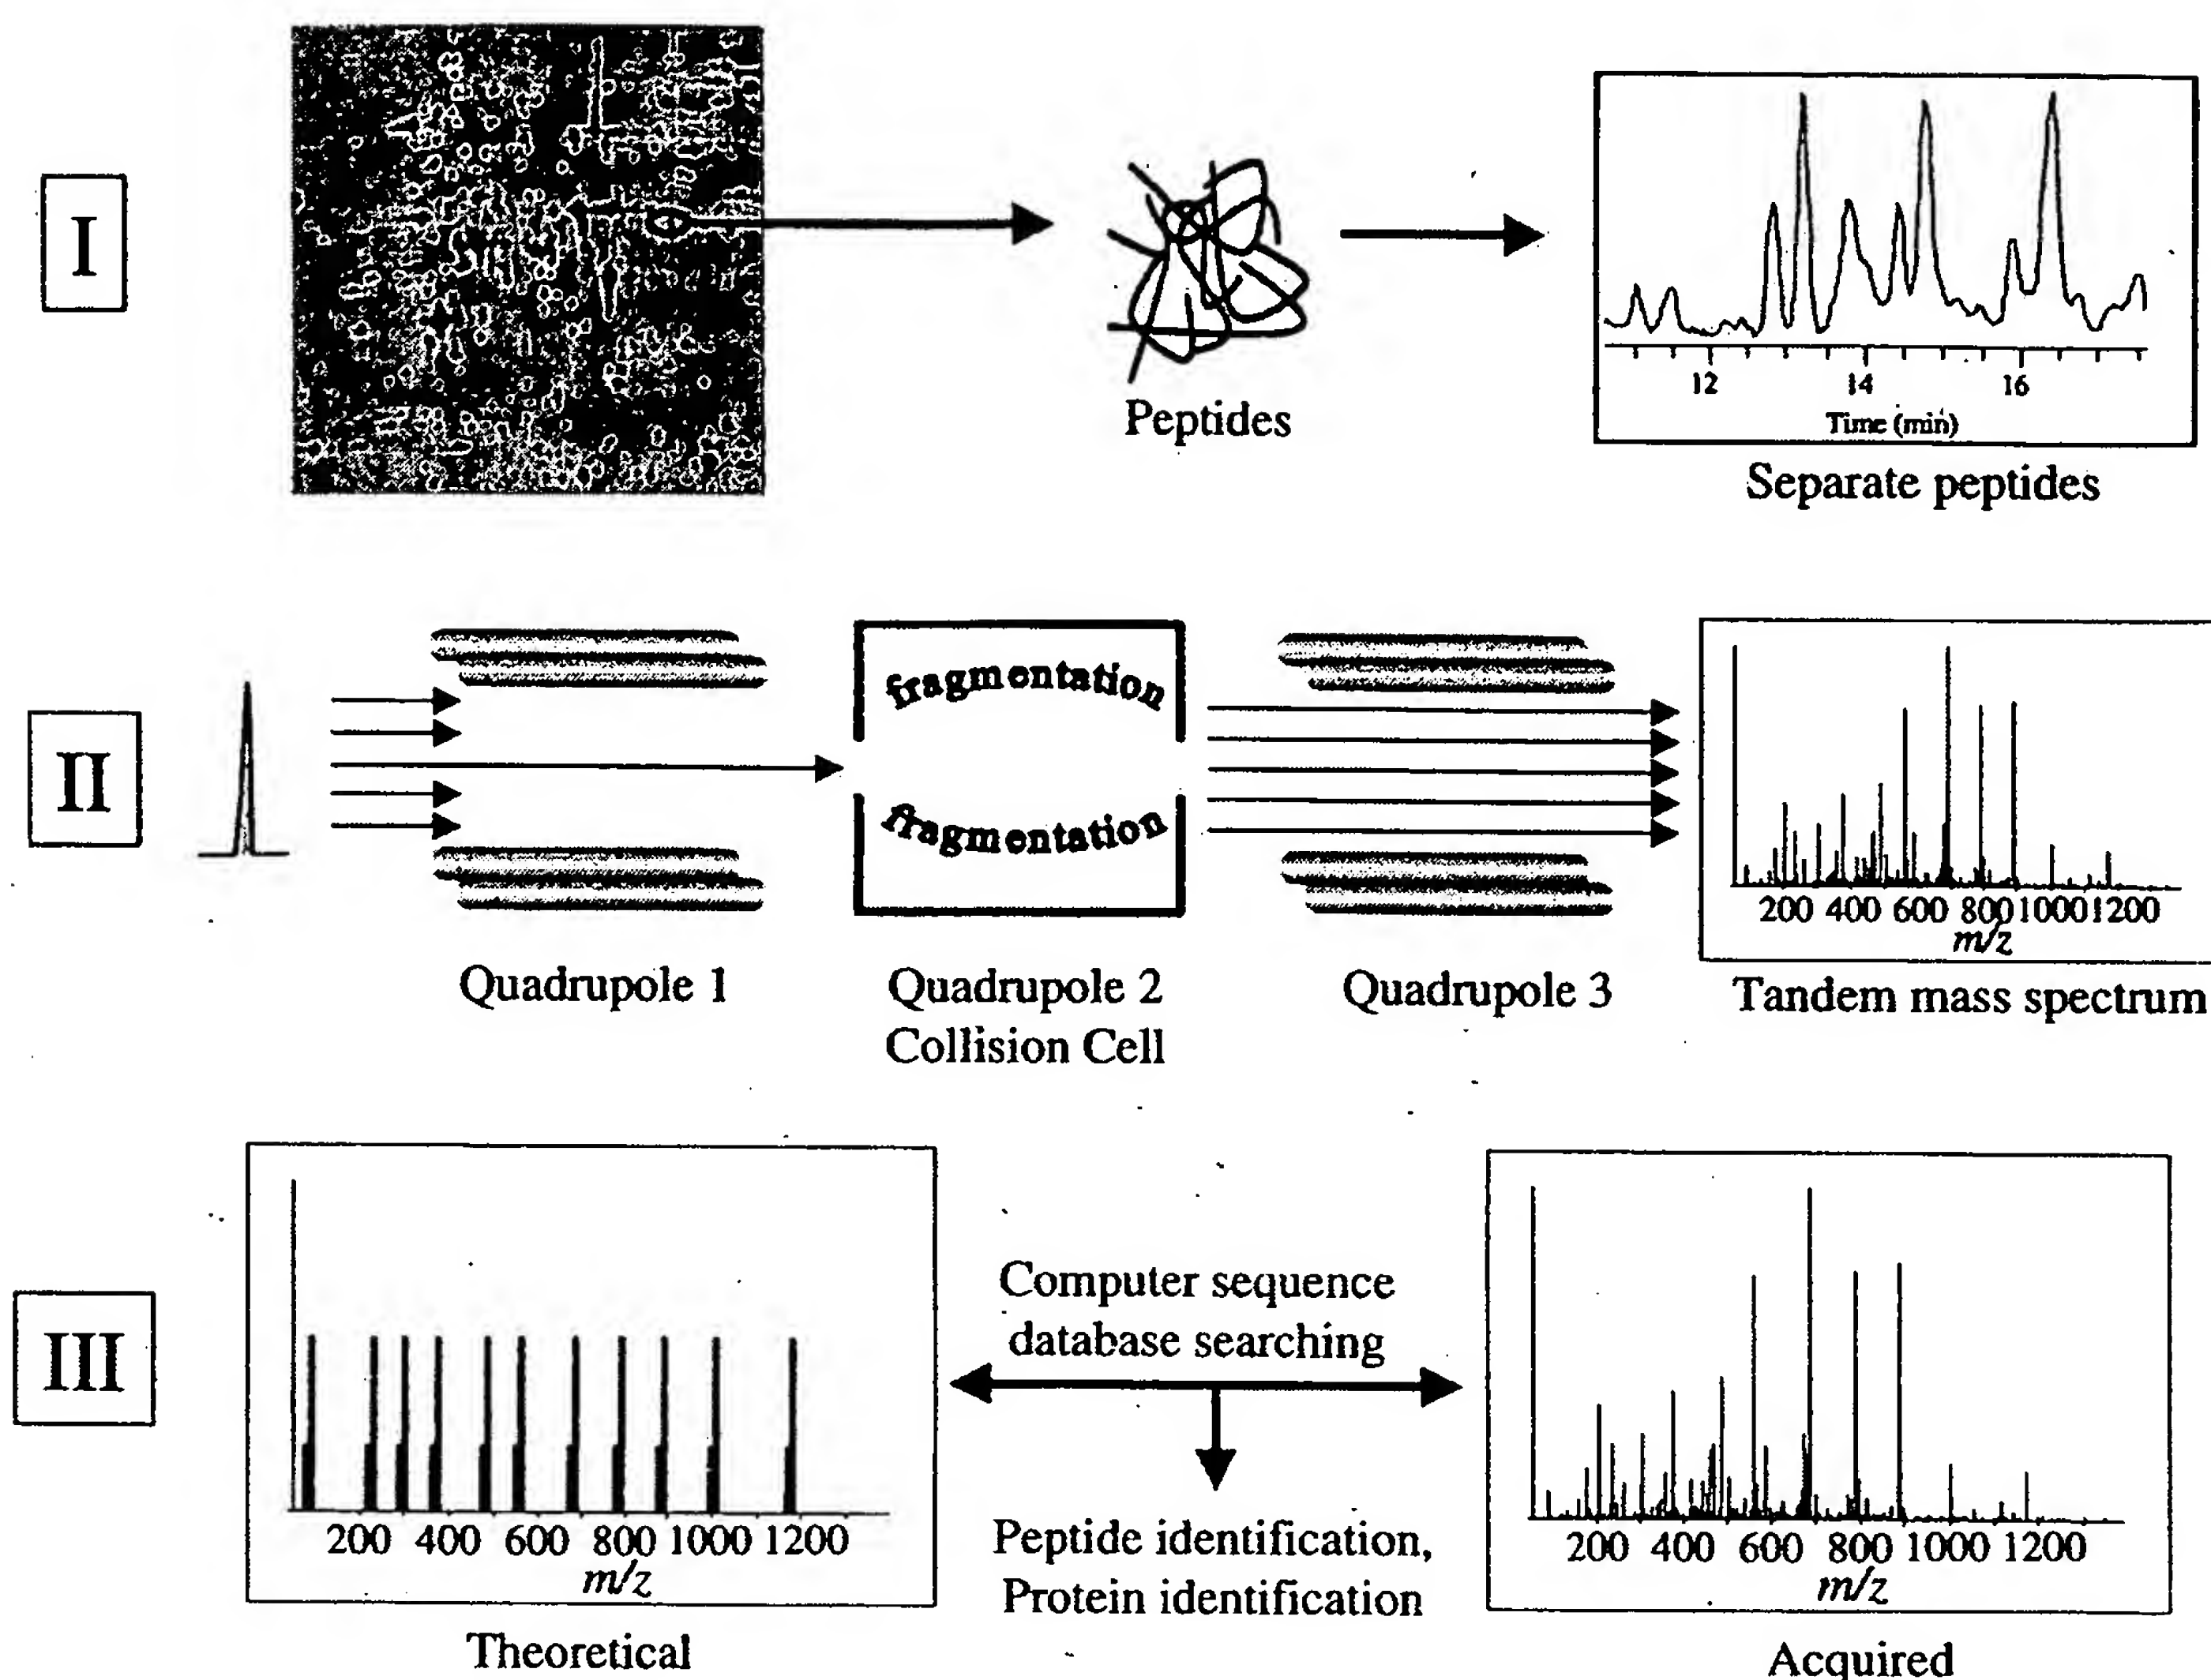 I
Peptides
12 14 16
Time (min)
Separate peptides
II
fragmentation
fragmentation
200 400 600 800 1000 1200
m/z
Quadrupole 1
Quadrupole 2
Collision Cell
Quadrupole 3
Tandem mass spectrum
III
200 400 600 800 1000 1200
m/z
Theoretical
Computer sequence
database searching
Peptide identification,
Protein identification
200 400 600 800 1000 1200
m/z
Acquired